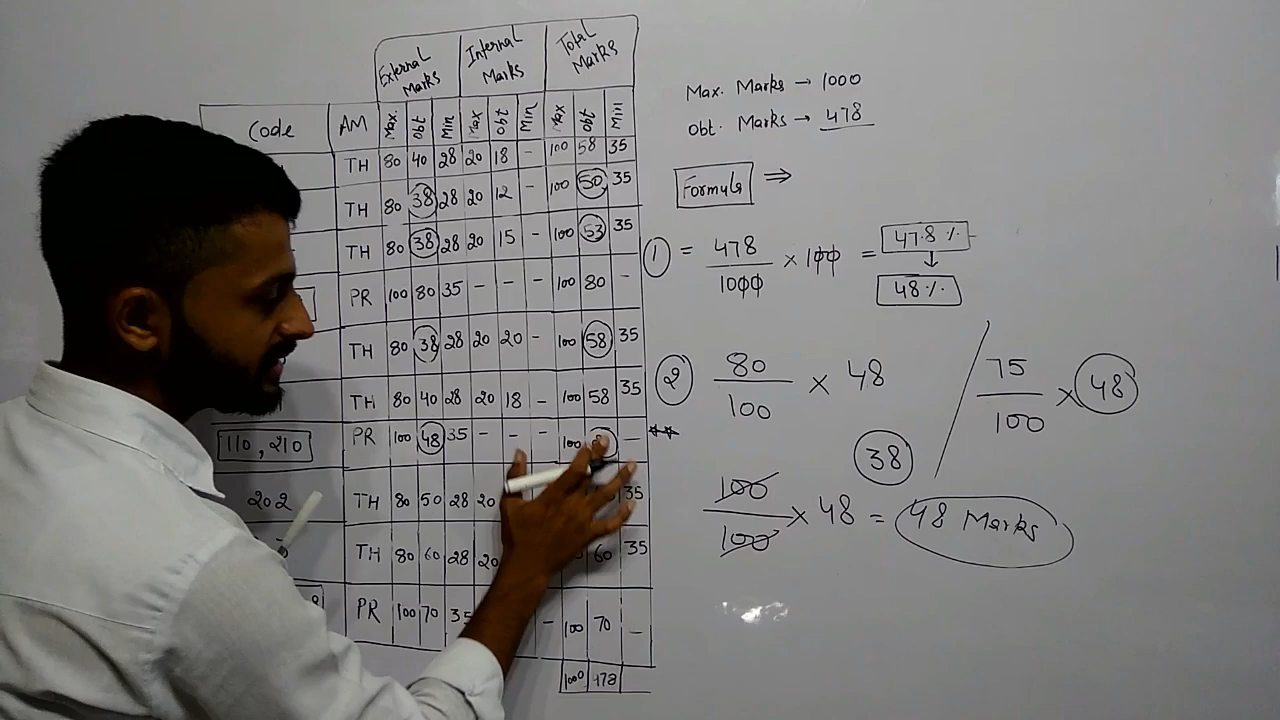 External Marks Internal Marks Total Marks
Code AM Max. Obt Min Max Obt Min Max Obt Min
TH 80 40 28 20 18 - 100 58 35
TH 80 38 28 20 12 - 100 50 35
TH 80 38 28 20 15 - 100 53 35
PR 100 80 35 - - - 100 80 -
TH 80 38 28 20 20 - 100 58 35
TH 80 40 28 20 18 - 100 58 35
110, 210 PR 100 48 35 - - - 100 - **
202 TH 80 50 28 20 35
TH 80 60 28 20 60 35
PR 100 70 35 - 100 70 -
1000 478
Max. Marks → 1000
Obt. Marks → 478
Formula ⇒
1 = 478/1000 × 100 = 47.8 %
↓
48 %
2 80/100 × 48 / 75/100 × 48
38
100/100 × 48 = 48 Marks